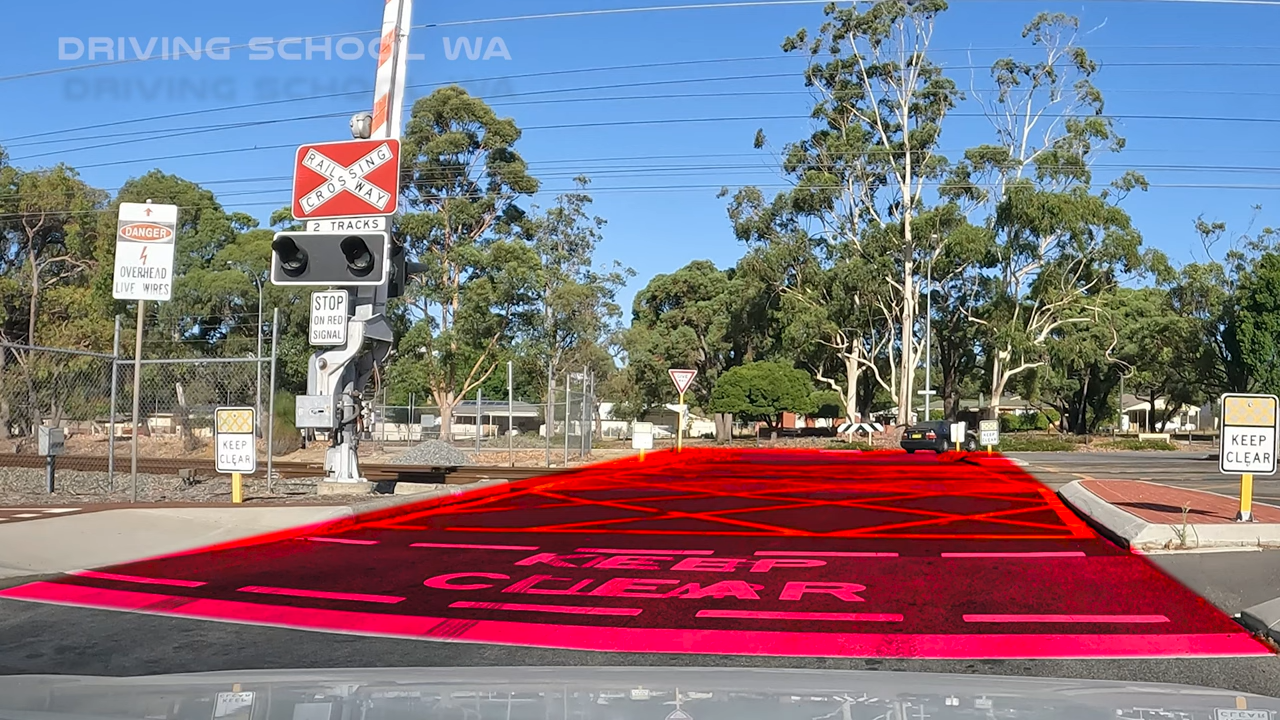 DRIVING SCHOOL WA
RAILWAY
CROSSING
2 TRACKS
DANGER
OVERHEAD
LIVE WIRES
STOP
ON RED
SIGNAL
KEEP
CLEAR
KEEP
CLEAR
KEEP
CLEAR